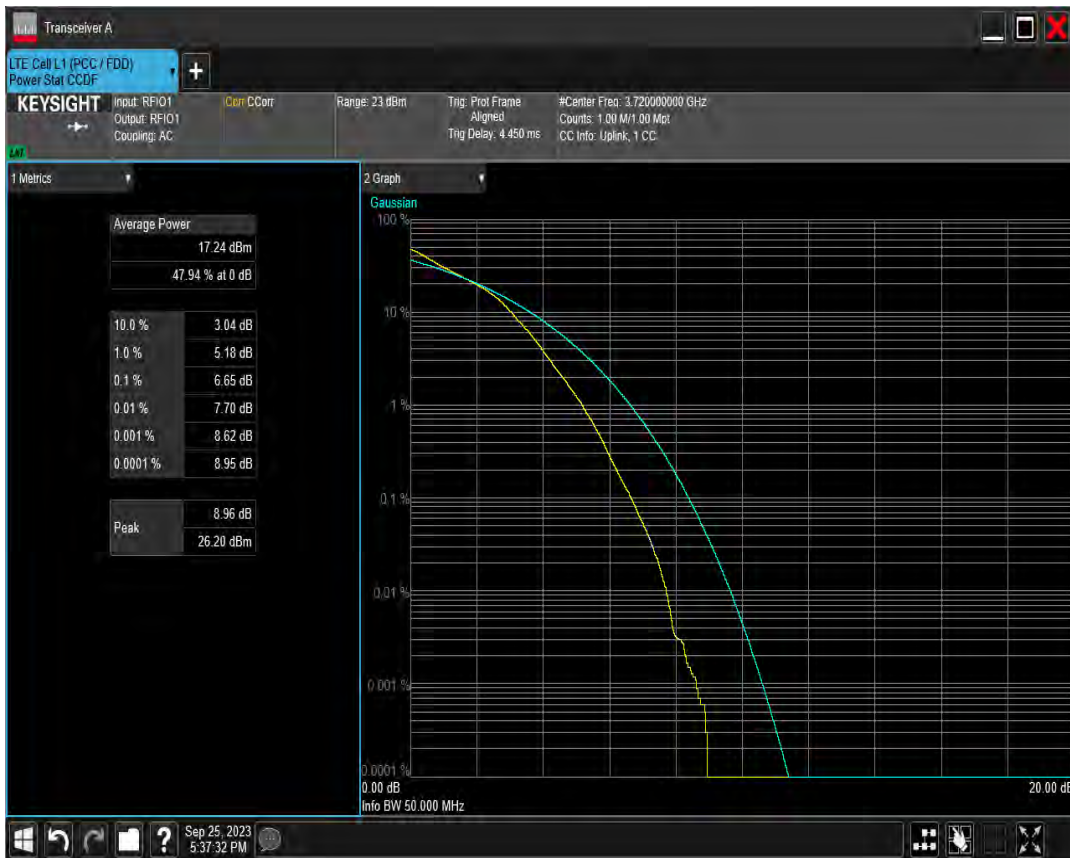 Transceiver A
LTE Cell L1 (PCC / FDD)
Power Stat CCDF
+
KEYSIGHT
Input: RFIO1
Output: RFIO1
Coupling: AC
Corr CCorr
Range: 23 dBm
Trig: Prot Frame
Aligned
Trig Delay: 4.450 ms
#Center Freq: 3.720000000 GHz
Counts: 1.00 M/1.00 Mpt
CC Info: Uplink, 1 CC
1 Metrics
Average Power
17.24 dBm
47.94 % at 0 dB
10.0 % 3.04 dB
1.0 % 5.18 dB
0.1 % 6.65 dB
0.01 % 7.70 dB
0.001 % 8.62 dB
0.0001 % 8.95 dB
Peak 8.96 dB
26.20 dBm
2 Graph
Gaussian
100 %
10 %
1 %
0.1 %
0.01 %
0.001 %
0.0001 %
0.00 dB 20.00 dB
Info BW 50.000 MHz
?
Sep 25, 2023
5:37:32 PM